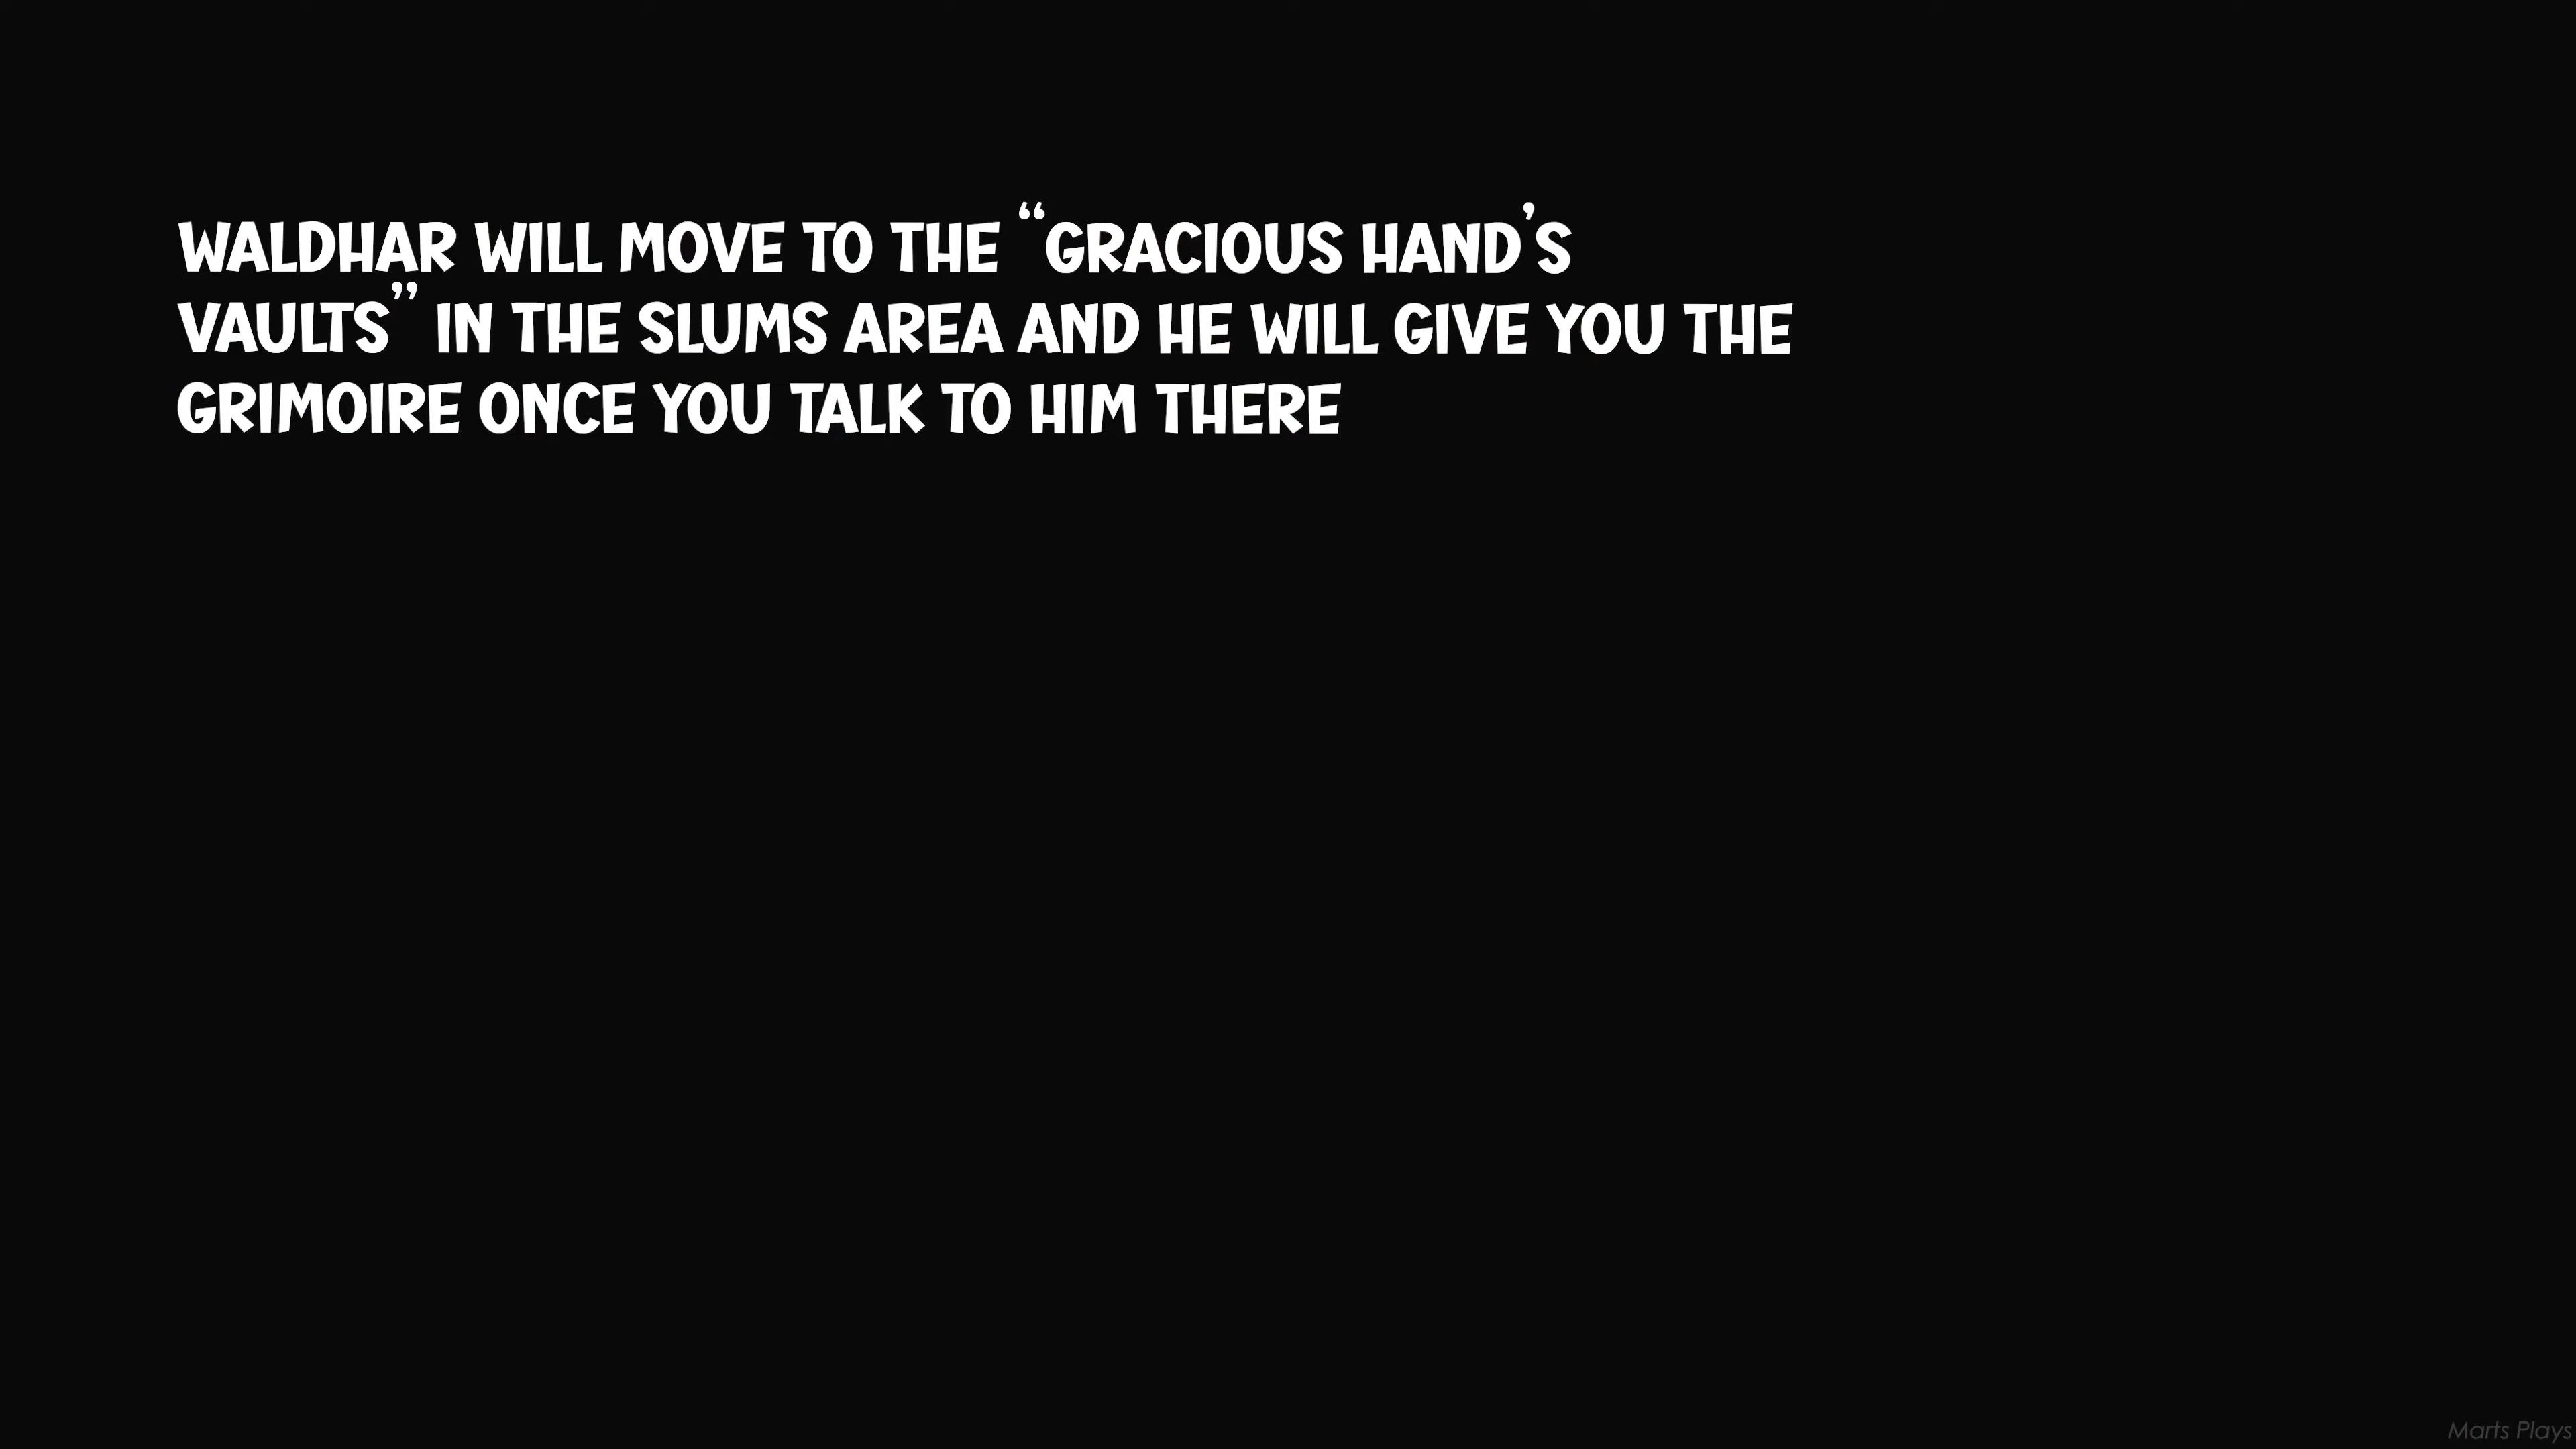 WALDHAR WILL MOVE TO THE “GRACIOUS HAND’S
VAULTS” IN THE SLUMS AREA AND HE WILL GIVE YOU THE
GRIMOIRE ONCE YOU TALK TO HIM THERE
Marts Plays